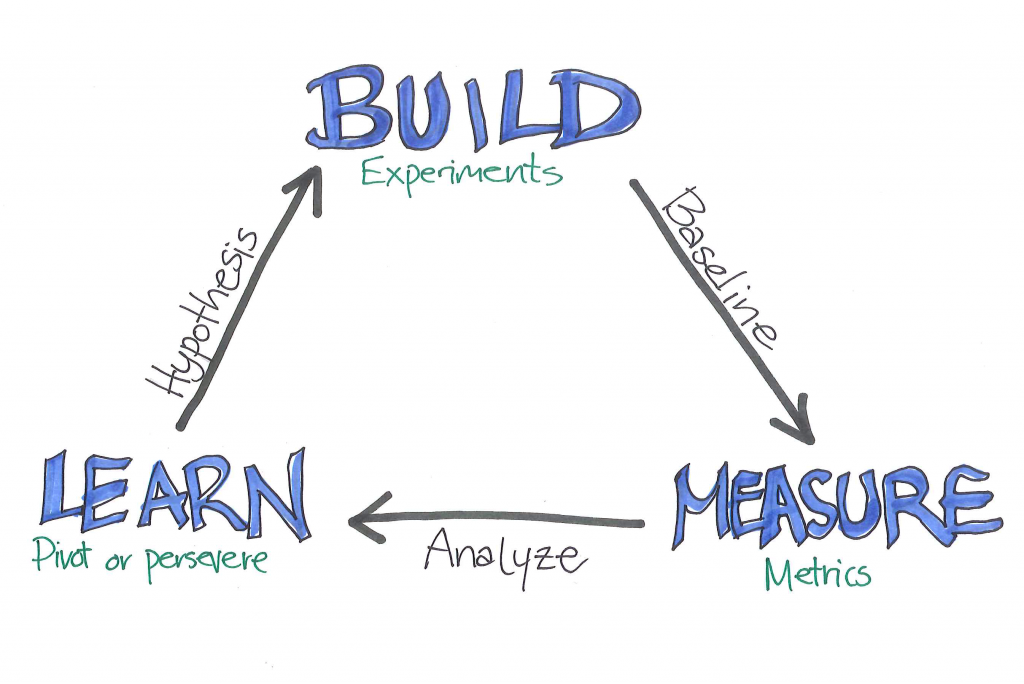 BUILD
Experiments
Hypothesis
Baseline
LEARN
Pivot or persevere
Analyze
MEASURE
Metrics